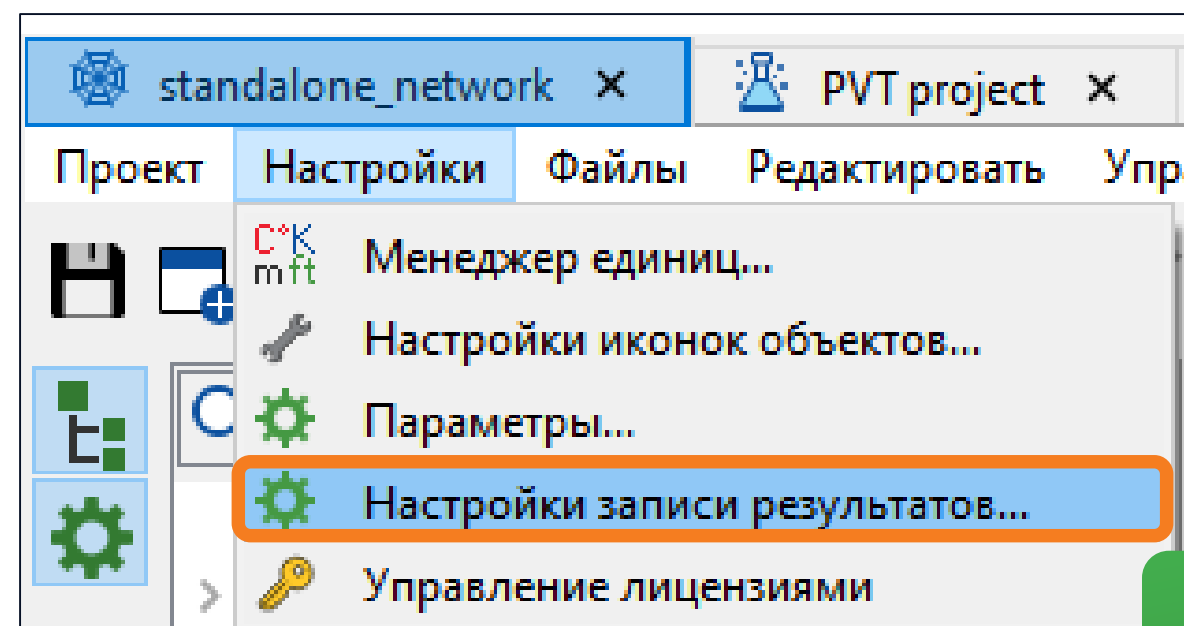 standalone_network × PVT project ×
Проект Настройки Файлы Редактировать Упр
C°K
mft
Менеджер единиц...
Настройки иконок объектов...
Параметры...
Настройки записи результатов...
Управление лицензиями